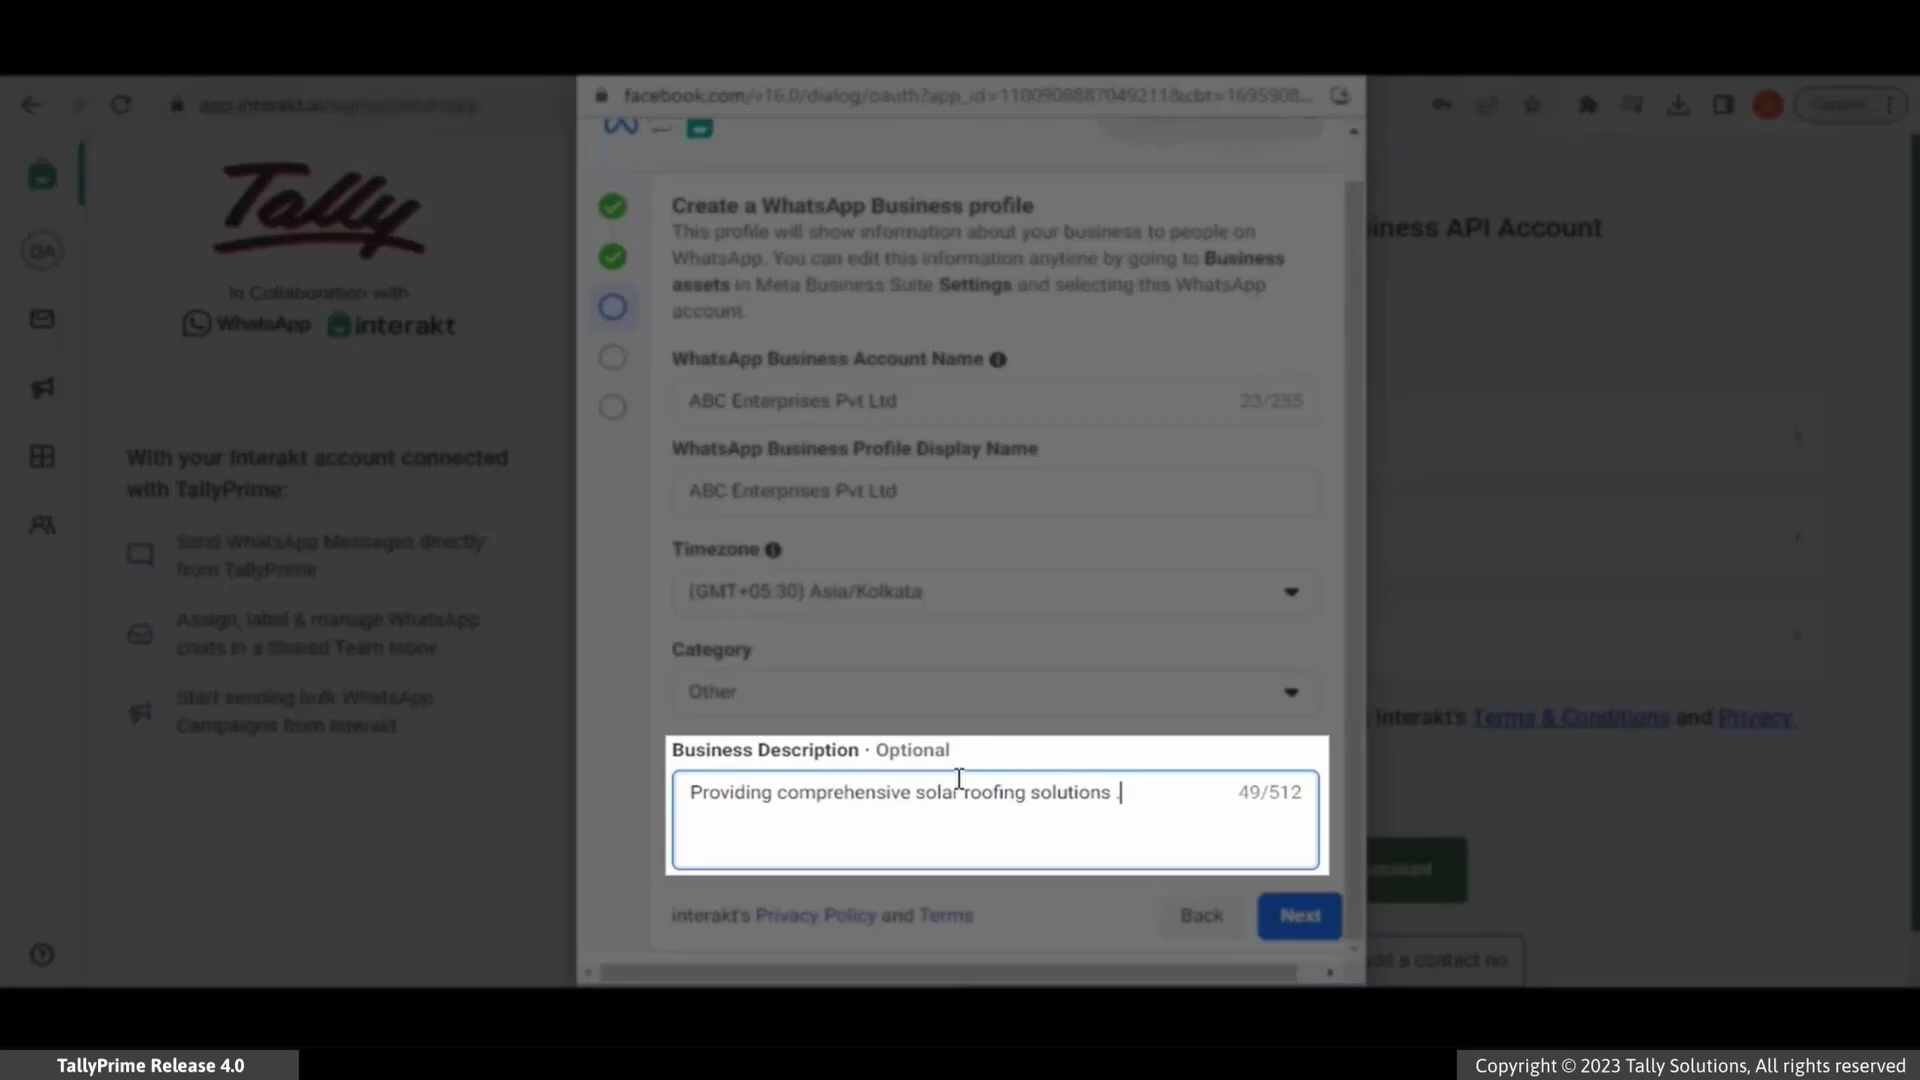 facebook.com/v16.0/dialog/oauth?app_id=1100908887049211&cbt=1695908...
Tally
In Collaboration with
WhatsApp interakt
With your Interakt account connected
with TallyPrime:
Send WhatsApp Messages directly
from TallyPrime
Assign, label & manage WhatsApp
chats in a Shared Team Inbox
Start sending bulk WhatsApp
Campaigns from Interakt
Create a WhatsApp Business profile
This profile will show information about your business to people on
WhatsApp. You can edit this information anytime by going to Business
assets in Meta Business Suite Settings and selecting this WhatsApp
account.
WhatsApp Business Account Name
ABC Enterprises Pvt Ltd 23/255
WhatsApp Business Profile Display Name
ABC Enterprises Pvt Ltd
Timezone
(GMT+05:30) Asia/Kolkata
Category
Other
Business Description · Optional
Providing comprehensive solar roofing solutions . 49/512
interakt's Privacy Policy and Terms
Back
Next
iness API Account
Interakt's Terms & Conditions and Privacy
add a contact no
TallyPrime Release 4.0
Copyright © 2023 Tally Solutions, All rights reserved